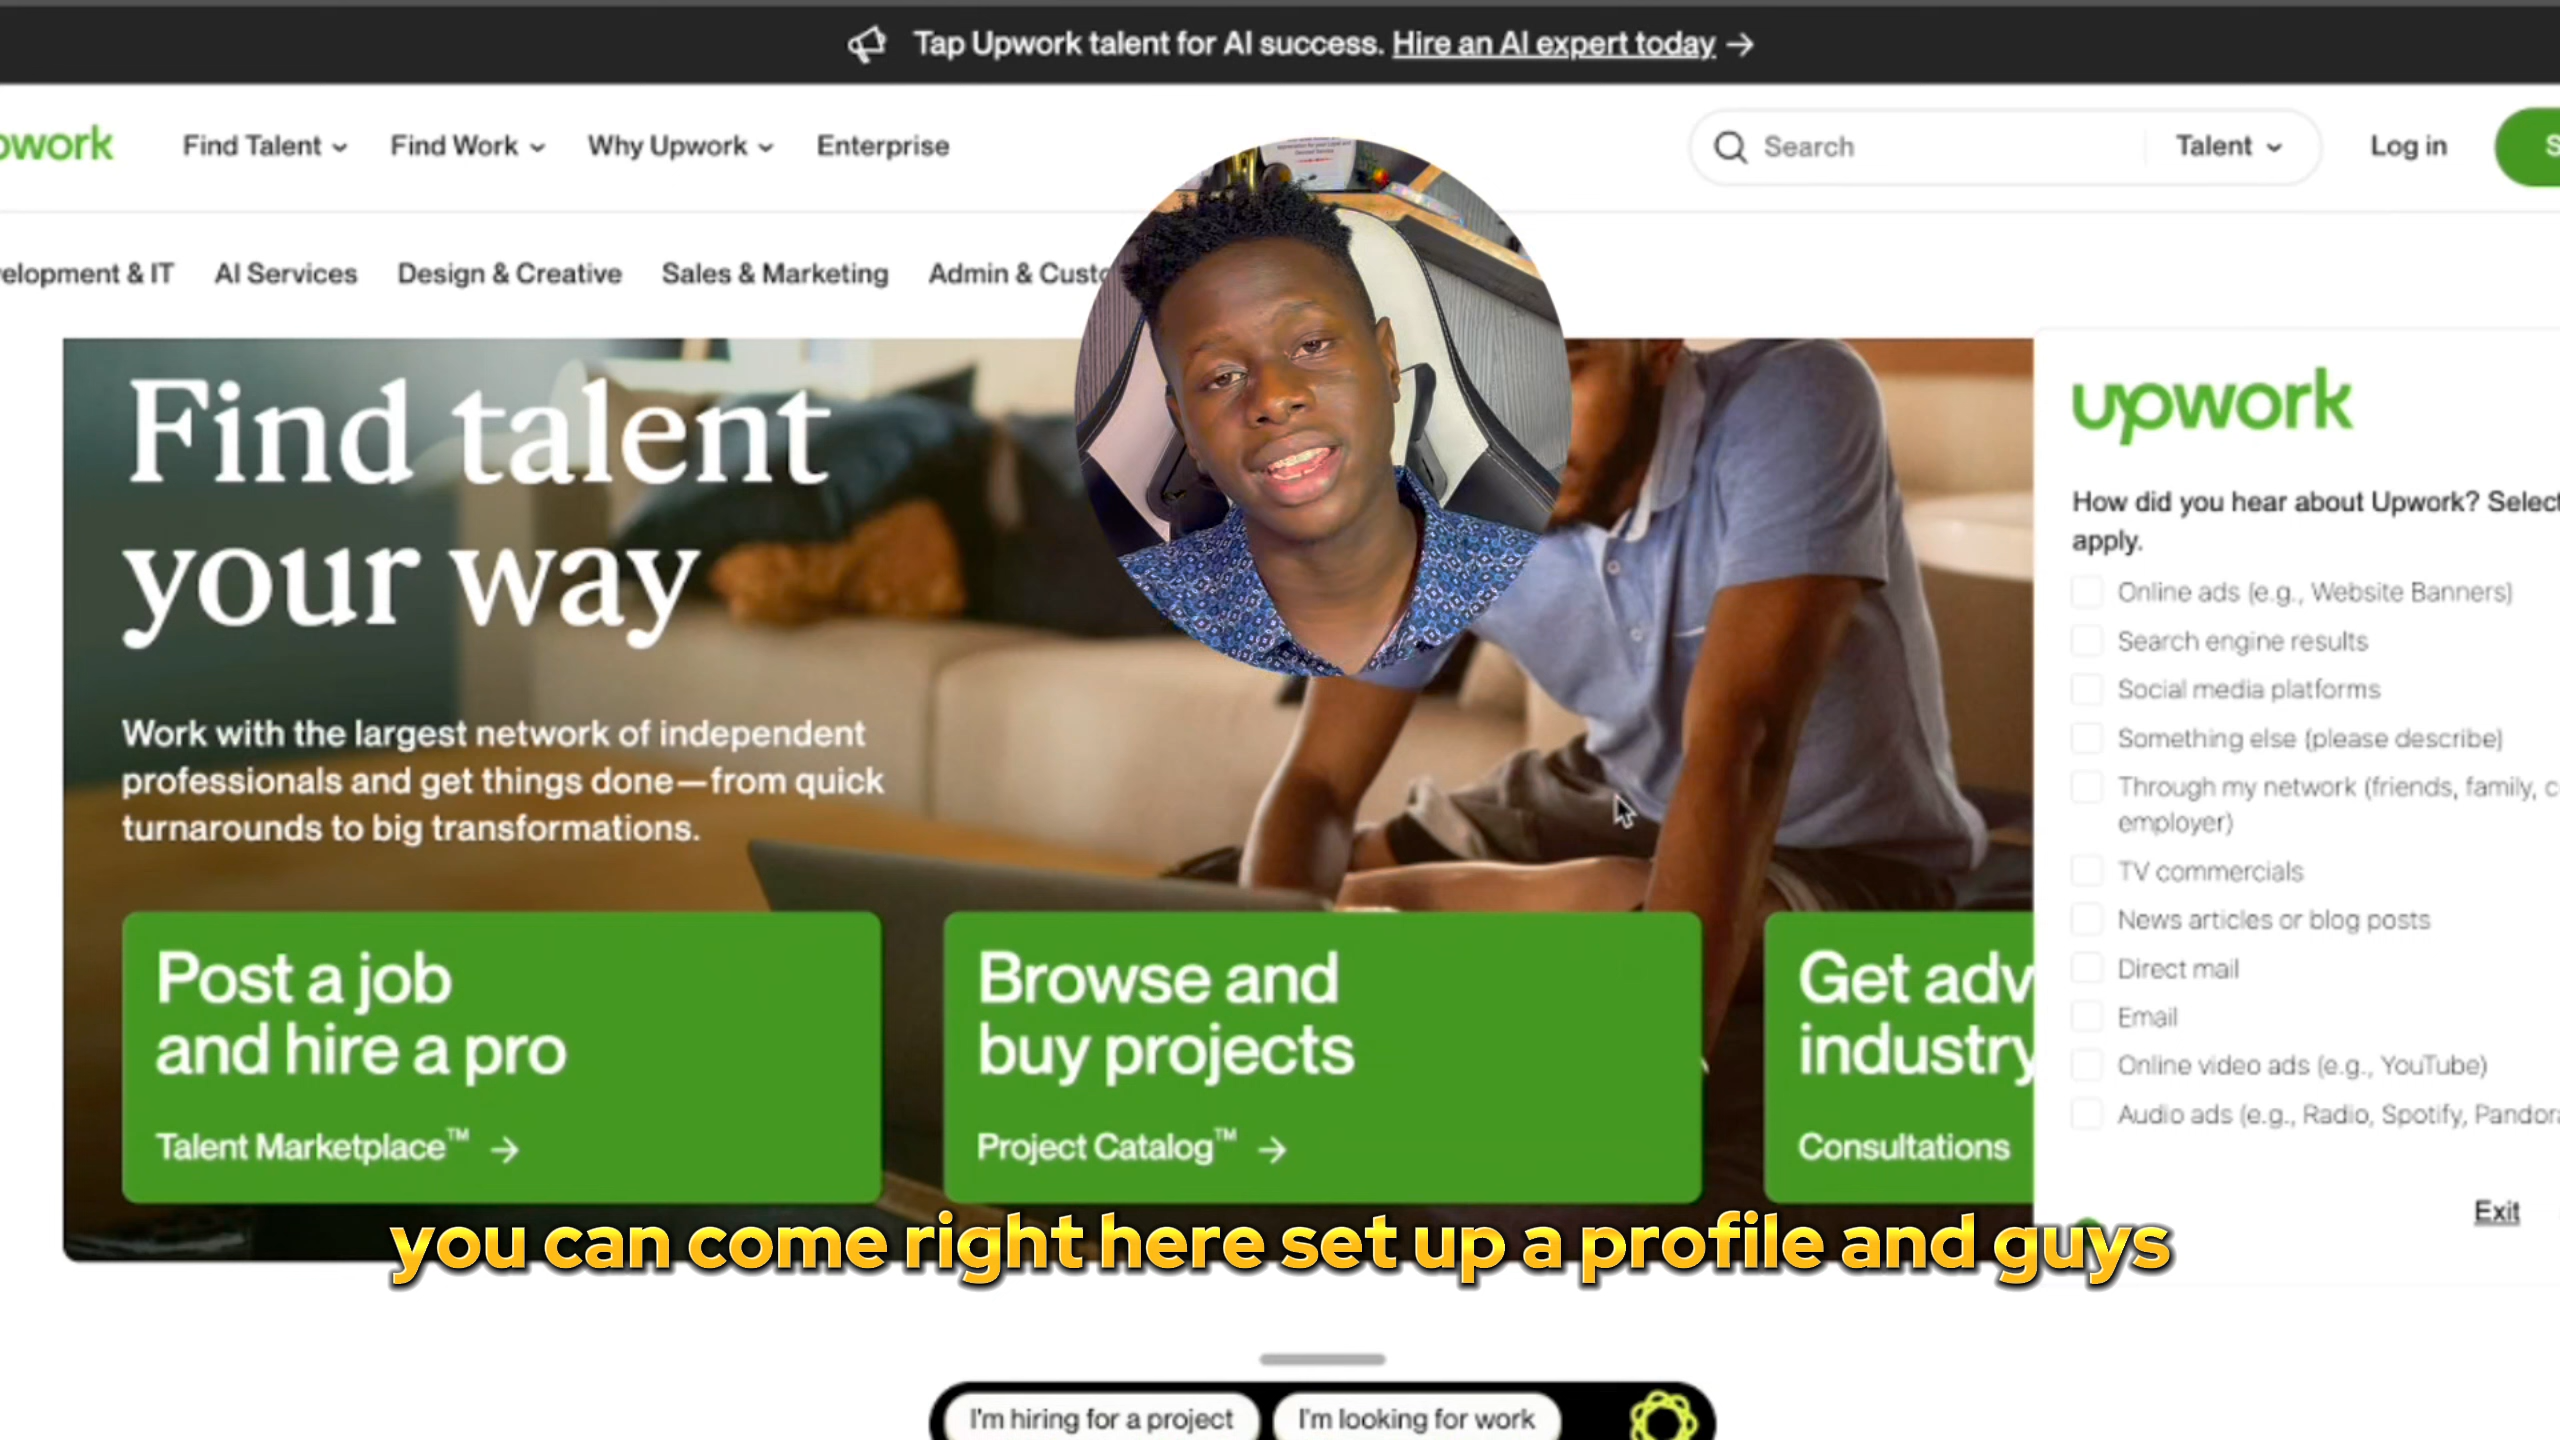 Tap Upwork talent for AI success. Hire an AI expert today →
pwork Find Talent Find Work Why Upwork Enterprise Search Talent Log in S
elopment & IT AI Services Design & Creative Sales & Marketing Admin & Custo
Find talent
your way
Work with the largest network of independent
professionals and get things done—from quick
turnarounds to big transformations.
Post a job
and hire a pro
Talent Marketplace™ →
Browse and
buy projects
Project Catalog™ →
Get adv
industry
Consultations
upwork
How did you hear about Upwork? Select
apply.
Online ads (e.g., Website Banners)
Search engine results
Social media platforms
Something else (please describe)
Through my network (friends, family, c
employer)
TV commercials
News articles or blog posts
Direct mail
Email
Online video ads (e.g., YouTube)
Audio ads (e.g., Radio, Spotify, Pandora
Exit
you can come right here set up a profile and guys
I'm hiring for a project I'm looking for work